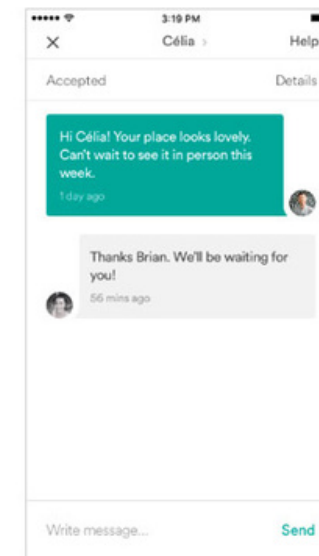 3:19 PM
Célia
Help
Accepted
Details
Hi Célia! Your place looks lovely.
Can't wait to see it in person this
week.
1 day ago
Thanks Brian. We'll be waiting for
you!
56 mins ago
Write message...
Send